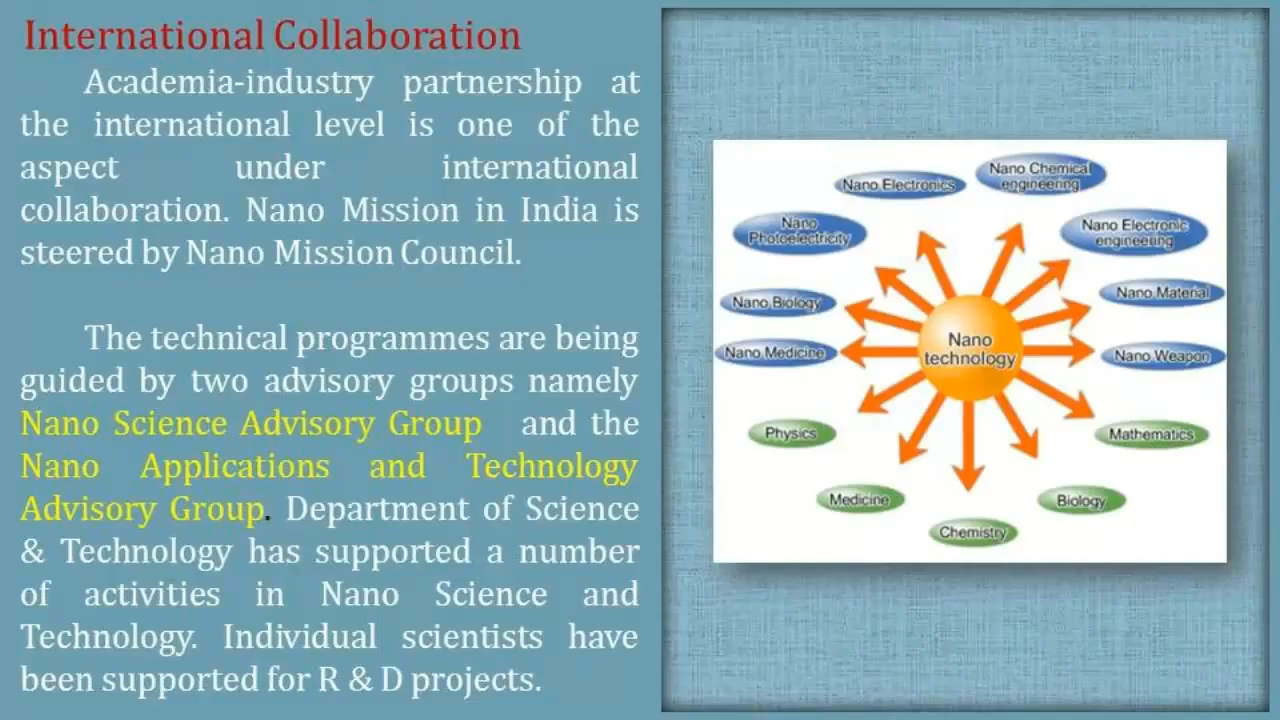 International Collaboration
Academia-industry partnership at
the international level is one of the
aspect under international
collaboration. Nano Mission in India is
steered by Nano Mission Council.
The technical programmes are being
guided by two advisory groups namely
Nano Science Advisory Group and the
Nano Applications and Technology
Advisory Group. Department of Science
& Technology has supported a number
of activities in Nano Science and
Technology. Individual scientists have
been supported for R & D projects.
Nano Electronics
Nano Chemical
engineering
Nano
Photoelectricity
Nano Electronic
engineering
Nano Biology
Nano Material
Nano Medicine
Nano
technology
Nano Weapon
Physics
Mathematics
Medicine
Biology
Chemistry